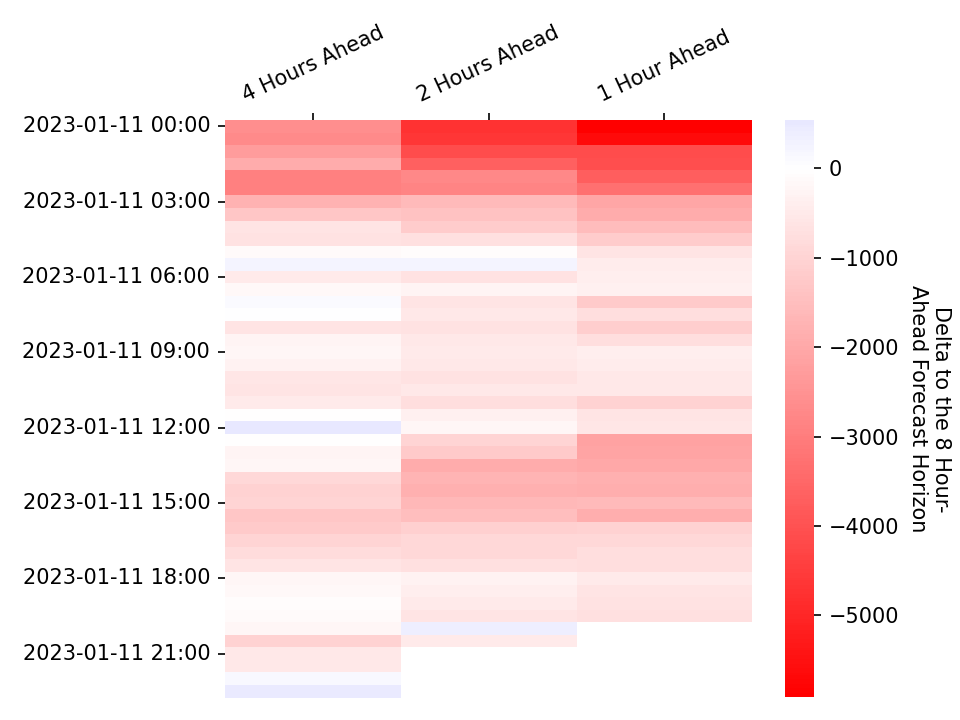 4 Hours Ahead
2 Hours Ahead
1 Hour Ahead
2023-01-11 00:00
2023-01-11 03:00
2023-01-11 06:00
2023-01-11 09:00
2023-01-11 12:00
2023-01-11 15:00
2023-01-11 18:00
2023-01-11 21:00
0
−1000
−2000
−3000
−4000
−5000
Delta to the 8 Hour-
Ahead Forecast Horizon